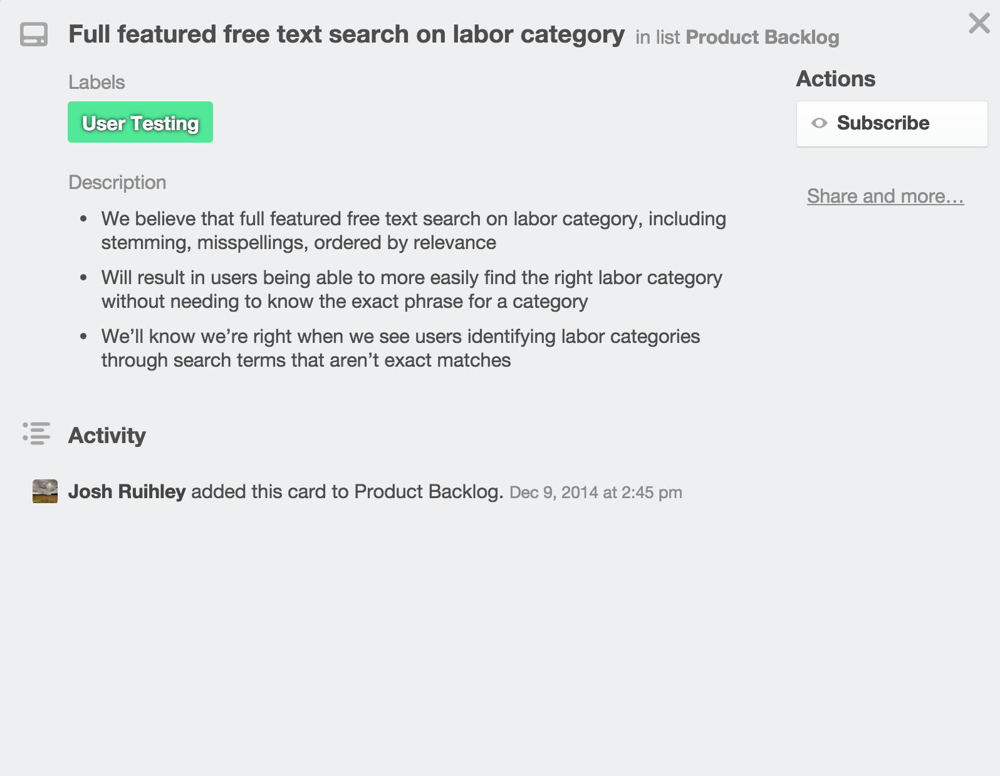 Full featured free text search on labor category in list Product Backlog
Labels
User Testing
Description
• We believe that full featured free text search on labor category, including
stemming, misspellings, ordered by relevance
• Will result in users being able to more easily find the right labor category
without needing to know the exact phrase for a category
• We’ll know we’re right when we see users identifying labor categories
through search terms that aren’t exact matches
Activity
Josh Ruihley added this card to Product Backlog. Dec 9, 2014 at 2:45 pm
Actions
Subscribe
Share and more…